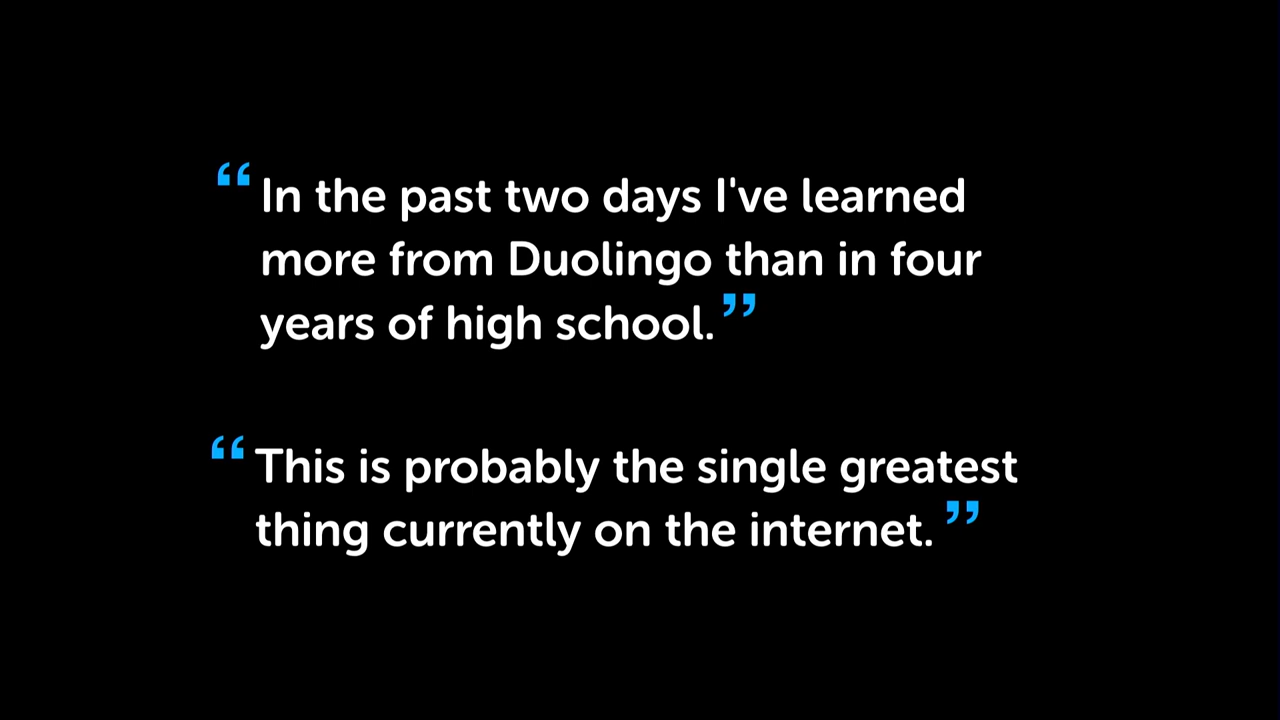 “In the past two days I've learned
more from Duolingo than in four
years of high school.”
“This is probably the single greatest
thing currently on the internet.”